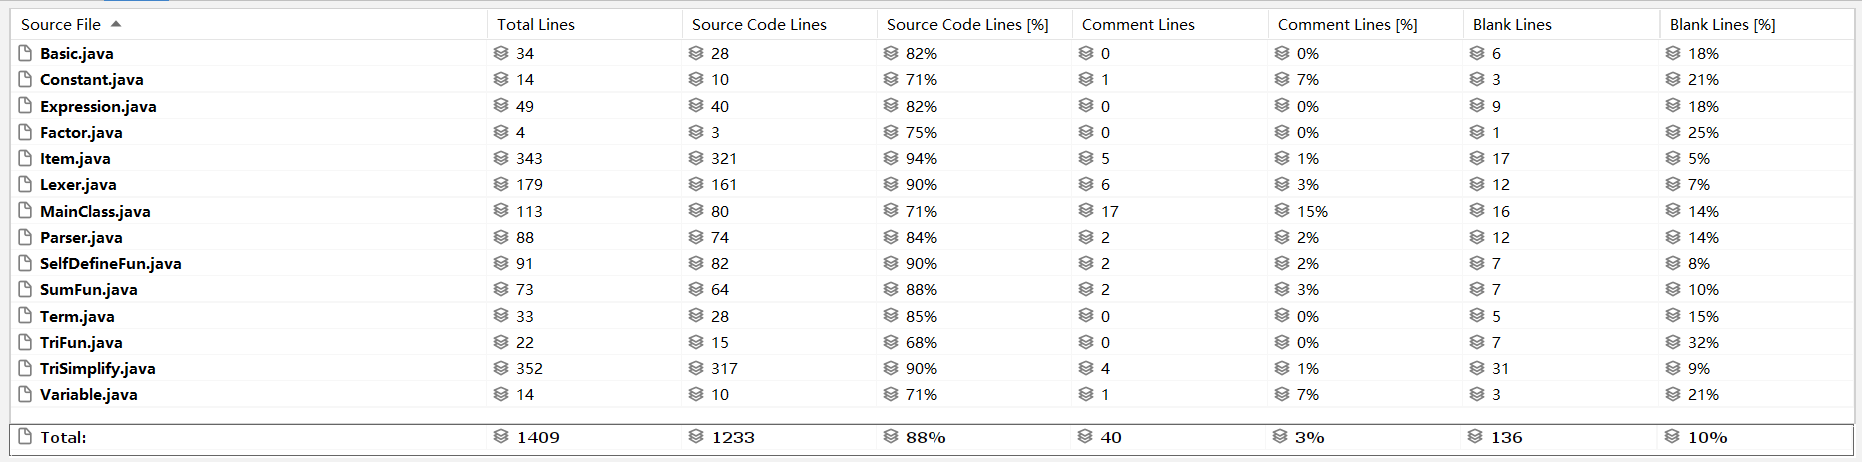 Source File Total Lines Source Code Lines Source Code Lines [%] Comment Lines Comment Lines [%] Blank Lines Blank Lines [%]
Basic.java 34 28 82% 0 0% 6 18%
Constant.java 14 10 71% 1 7% 3 21%
Expression.java 49 40 82% 0 0% 9 18%
Factor.java 4 3 75% 0 0% 1 25%
Item.java 343 321 94% 5 1% 17 5%
Lexer.java 179 161 90% 6 3% 12 7%
MainClass.java 113 80 71% 17 15% 16 14%
Parser.java 88 74 84% 2 2% 12 14%
SelfDefineFun.java 91 82 90% 2 2% 7 8%
SumFun.java 73 64 88% 2 3% 7 10%
Term.java 33 28 85% 0 0% 5 15%
TriFun.java 22 15 68% 0 0% 7 32%
TriSimplify.java 352 317 90% 4 1% 31 9%
Variable.java 14 10 71% 1 7% 3 21%
Total: 1409 1233 88% 40 3% 136 10%